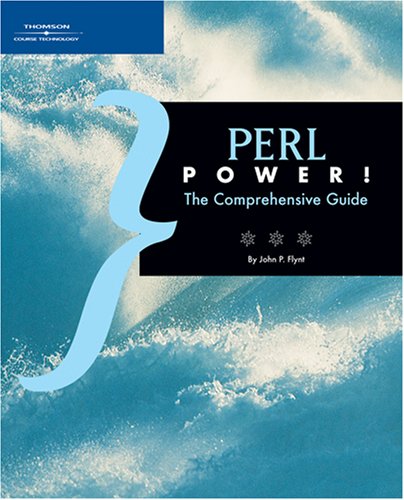 THOMSON
COURSE TECHNOLOGY
PERL
POWER!
The Comprehensive Guide
By John P. Flynt